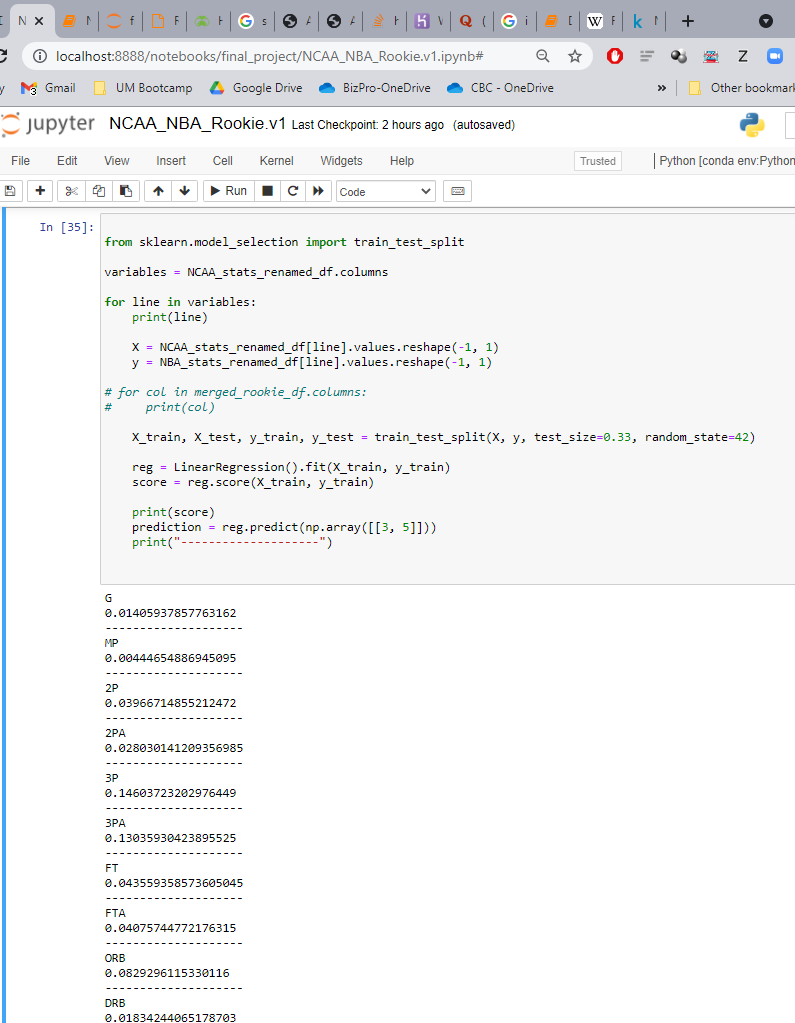 localhost:8888/notebooks/final_project/NCAA_NBA_Rookie.v1.ipynb#
Gmail UM Bootcamp Google Drive BizPro-OneDrive CBC - OneDrive » Other bookmar
jupyter NCAA_NBA_Rookie.v1 Last Checkpoint: 2 hours ago (autosaved)
File Edit View Insert Cell Kernel Widgets Help Trusted Python [conda env:Python
Run Code
In [35]:
from sklearn.model_selection import train_test_split
variables = NCAA_stats_renamed_df.columns
for line in variables:
print(line)
X = NCAA_stats_renamed_df[line].values.reshape(-1, 1)
y = NBA_stats_renamed_df[line].values.reshape(-1, 1)
# for col in merged_rookie_df.columns:
# print(col)
X_train, X_test, y_train, y_test = train_test_split(X, y, test_size=0.33, random_state=42)
reg = LinearRegression().fit(X_train, y_train)
score = reg.score(X_train, y_train)
print(score)
prediction = reg.predict(np.array([[3, 5]]))
print("--------------------")
G
0.01405937857763162
--------------------
MP
0.00444654886945095
--------------------
2P
0.03966714855212472
--------------------
2PA
0.028030141209356985
--------------------
3P
0.14603723202976449
--------------------
3PA
0.13035930423895525
--------------------
FT
0.043559358573605045
--------------------
FTA
0.04075744772176315
--------------------
ORB
0.0829296115330116
--------------------
DRB
0.01834244065178703